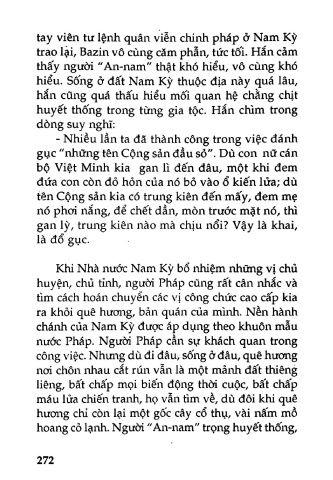 tay viên tư lệnh quân viễn chinh pháp ở Nam Kỳ
trao lại, Bazin vô cùng căm phẫn, tức tối. Hắn cảm
thấy người “An-nam” thật khó hiểu, vô cùng khó
hiểu. Sống ở đất Nam Kỳ thuộc địa này quá lâu,
hắn cũng quá thấu hiểu mối quan hệ chằng chịt
huyết thống trong từng gia tộc. Hắn chìm trong
dòng suy nghĩ:
- Nhiều lần ta đã thành công trong việc đánh
gục “những tên Cộng sản đầu sỏ”. Dù con nữ cán
bộ Việt Minh kia gan lì đến đâu, một khi đem
đứa con còn đỏ hỏn của nó bỏ vào ổ kiến lửa; dù
tên Cộng sản kia có trung kiên đến mấy, đem mẹ
nó phơi nắng, để chết dần, mòn trước mặt nó, thì
gan lỳ, trung kiên nào mà chịu nổi? Vậy là khai,
là đổ gục.
Khi Nhà nước Nam Kỳ bổ nhiệm những vị chủ
huyện, chủ tỉnh, người Pháp cũng rất cân nhắc và
tìm cách hoán chuyển các vị công chức cao cấp kia
ra khỏi quê hương, bản quán của mình. Nền hành
chánh của Nam Kỳ được áp dụng theo khuôn mẫu
nước Pháp. Người Pháp cần sự khách quan trong
công việc. Nhưng dù đi đâu, sống ở đâu, quê hương
nơi chôn nhau cắt rún vẫn là một mảnh đất thiêng
liêng, bất chấp mọi biến động thời cuộc, bất chấp
máu lửa chiến tranh, họ vẫn tìm về, dù đôi khi quê
hương chỉ còn lại một gốc cây cổ thụ, vài nấm mồ
hoang cỏ lạnh. Người “An-nam” trọng huyết thống,
272